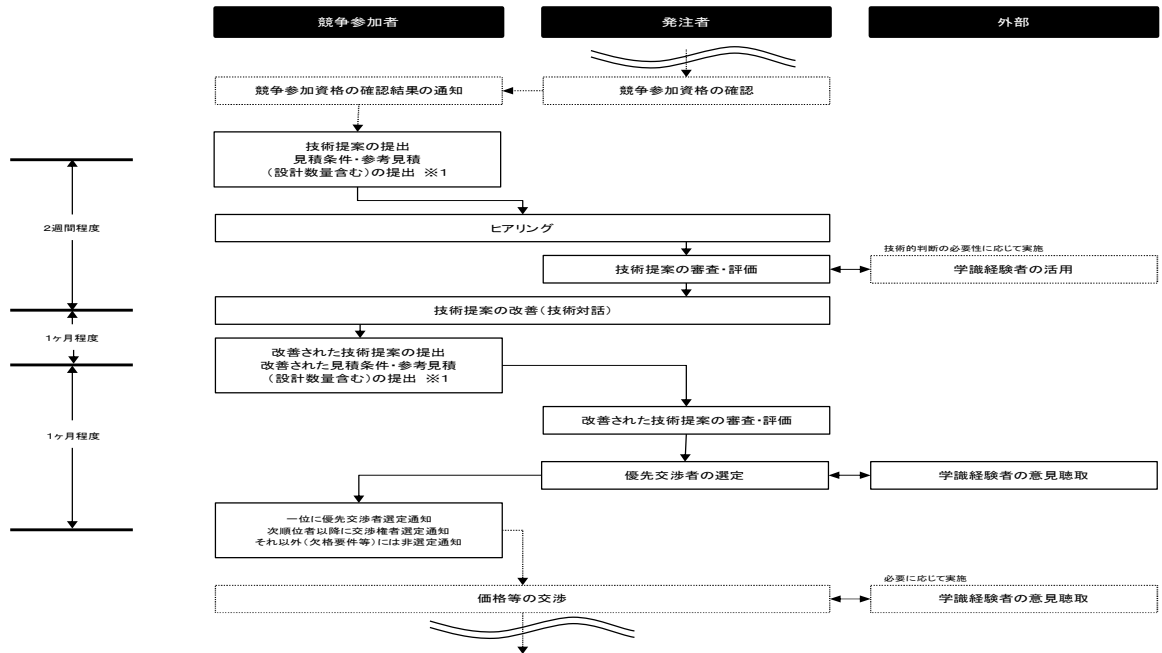 競争参加者
発注者
外部
競争参加資格の確認結果の通知
競争参加資格の確認
技術提案の提出
見積条件・参考見積
(設計数量含む)の提出 ※1
2週間程度
ヒアリング
技術的判断の必要性に応じて実施
技術提案の審査・評価
学識経験者の活用
技術提案の改善(技術対話)
1ヶ月程度
改善された技術提案の提出
改善された見積条件・参考見積
(設計数量含む)の提出 ※1
改善された技術提案の審査・評価
1ヶ月程度
優先交渉者の選定
学識経験者の意見聴取
一位に優先交渉者選定通知
次順位者以降に交渉権者選定通知
それ以外(欠格要件等)には非選定通知
必要に応じて実施
価格等の交渉
学識経験者の意見聴取